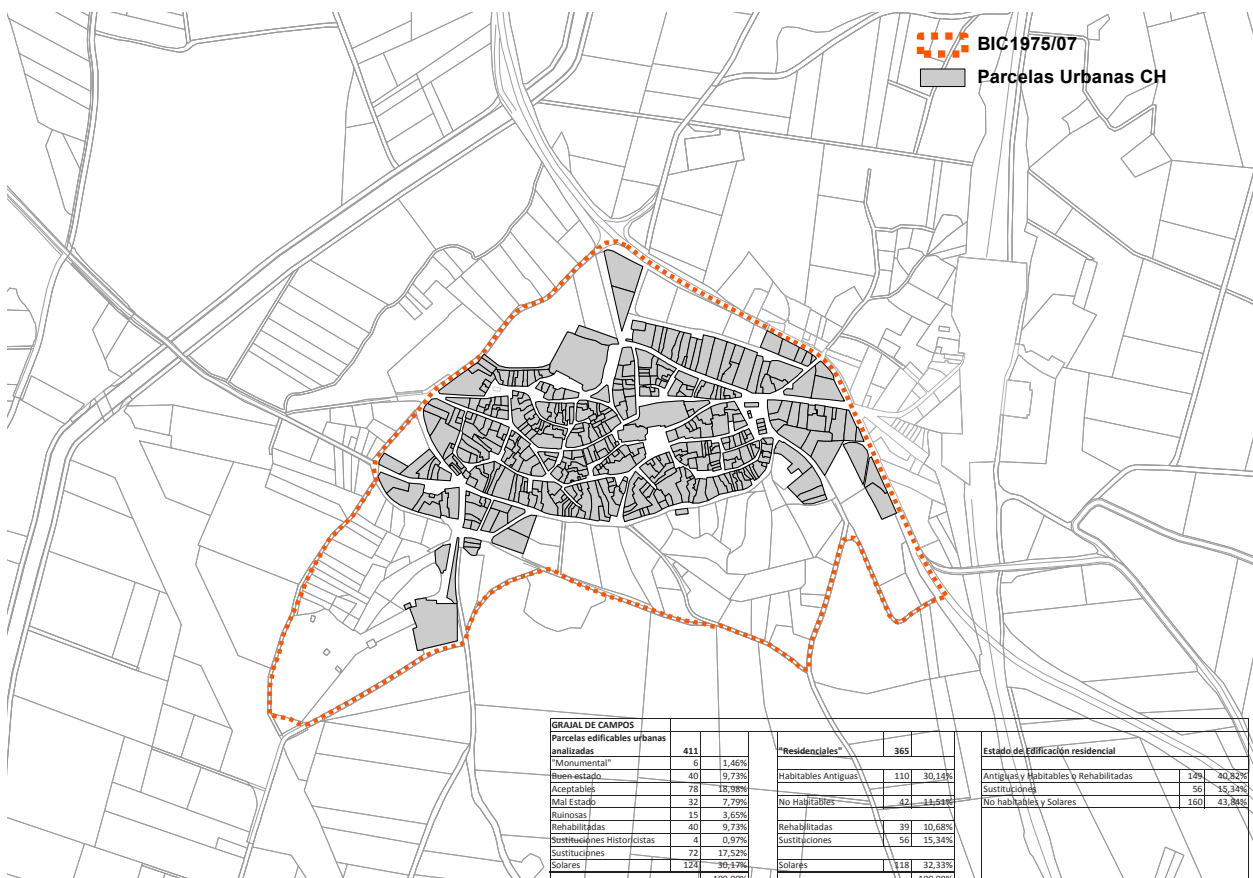 BIC1975/07
Parcelas Urbanas CH
GRAJAL DE CAMPOS
Parcelas edificables urbanas
analizadas 411 "Residenciales" 365 Estado de Edificación residencial
"Monumental" 6 1,46%
Buen estado 40 9,73% Habitables Antiguas 110 30,14% Antiguas y Habitables o Rehabilitadas 149 40,82%
Aceptables 78 18,98% Sustituciones 56 15,34%
Mal Estado 32 7,79% No Habitables 42 11,51% No habitables y Solares 160 43,84%
Ruinosas 15 3,65%
Rehabilitadas 40 9,73% Rehabilitadas 39 10,68%
Sustituciones Historicistas 4 0,97% Sustituciones 56 15,34%
Sustituciones 72 17,52%
Solares 124 30,17% Solares 118 32,33%
100,00% 100,00%